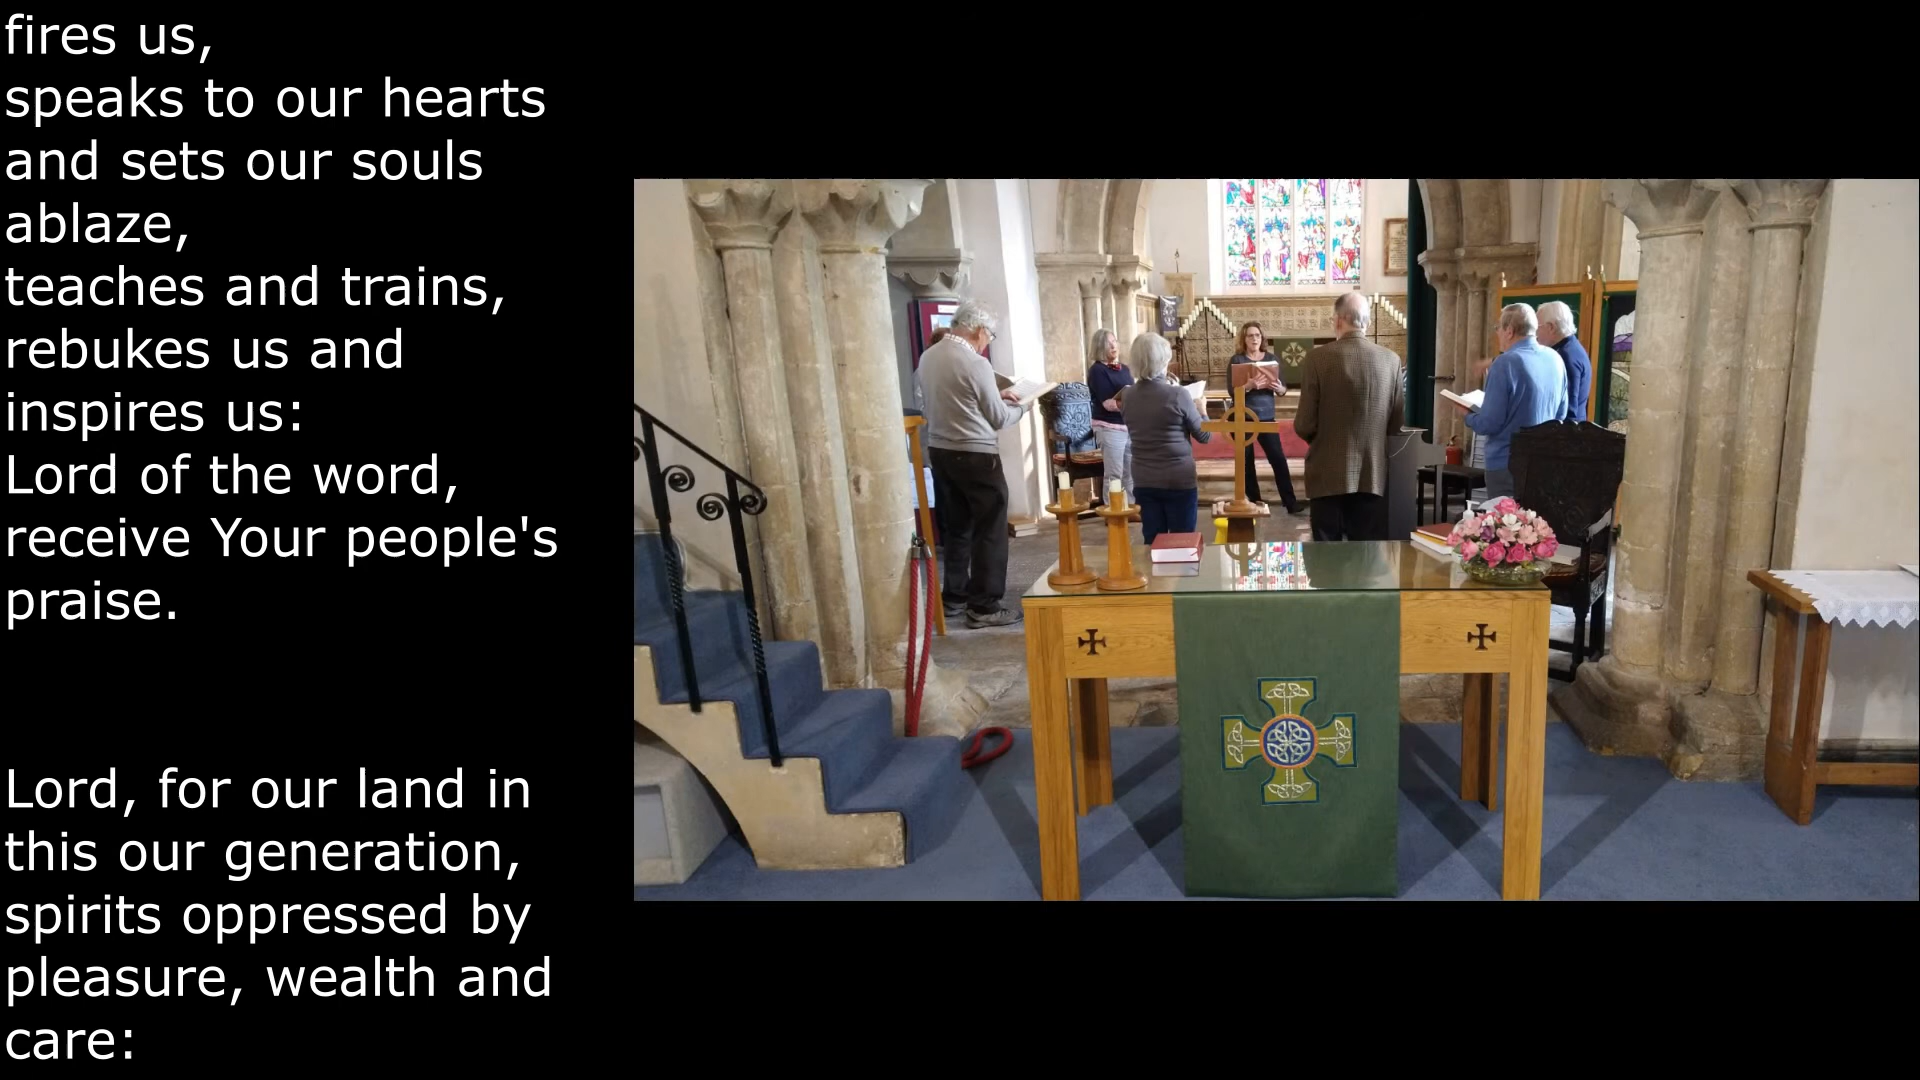 fires us,
speaks to our hearts
and sets our souls
ablaze,
teaches and trains,
rebukes us and
inspires us:
Lord of the word,
receive Your people's
praise.
Lord, for our land in
this our generation,
spirits oppressed by
pleasure, wealth and
care: